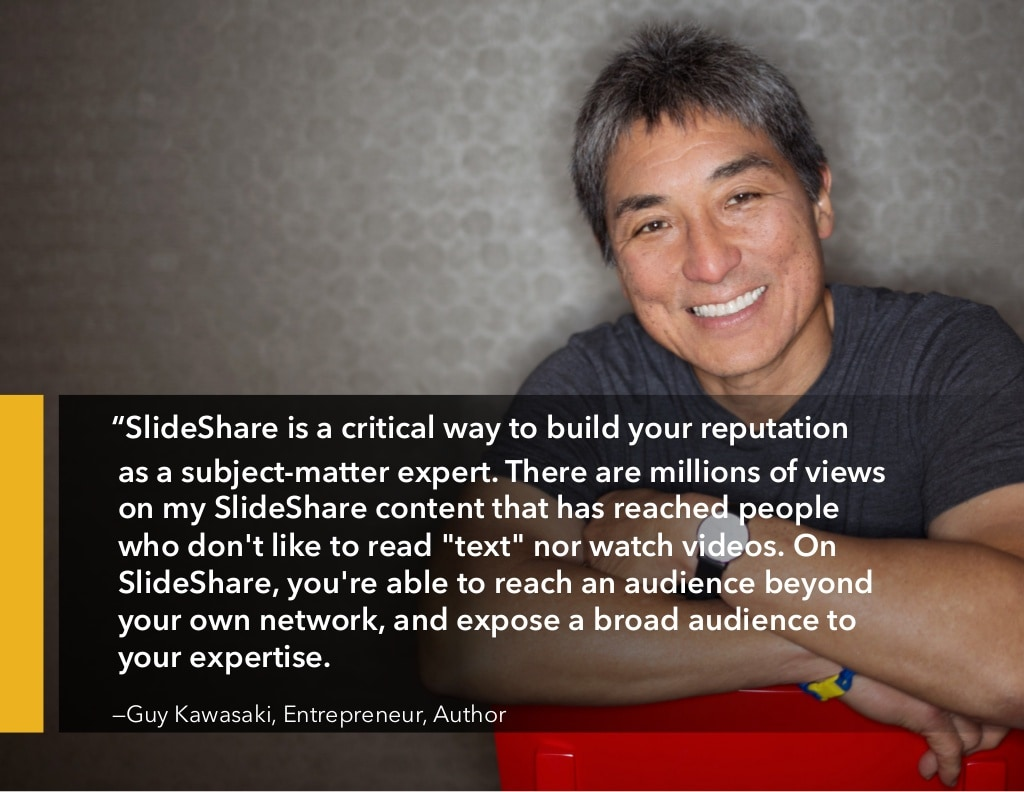 “SlideShare is a critical way to build your reputation
as a subject-matter expert. There are millions of views
on my SlideShare content that has reached people
who don't like to read "text" nor watch videos. On
SlideShare, you're able to reach an audience beyond
your own network, and expose a broad audience to
your expertise.
—Guy Kawasaki, Entrepreneur, Author